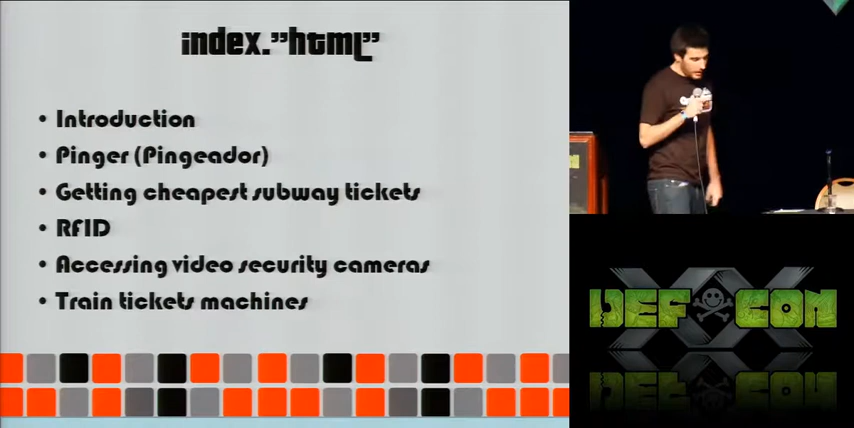 index."html"
• Introduction
• Pinger (Pingeador)
• Getting cheapest subway tickets
• RFID
• Accessing video security cameras
• Train tickets machines
XX
DEF CON